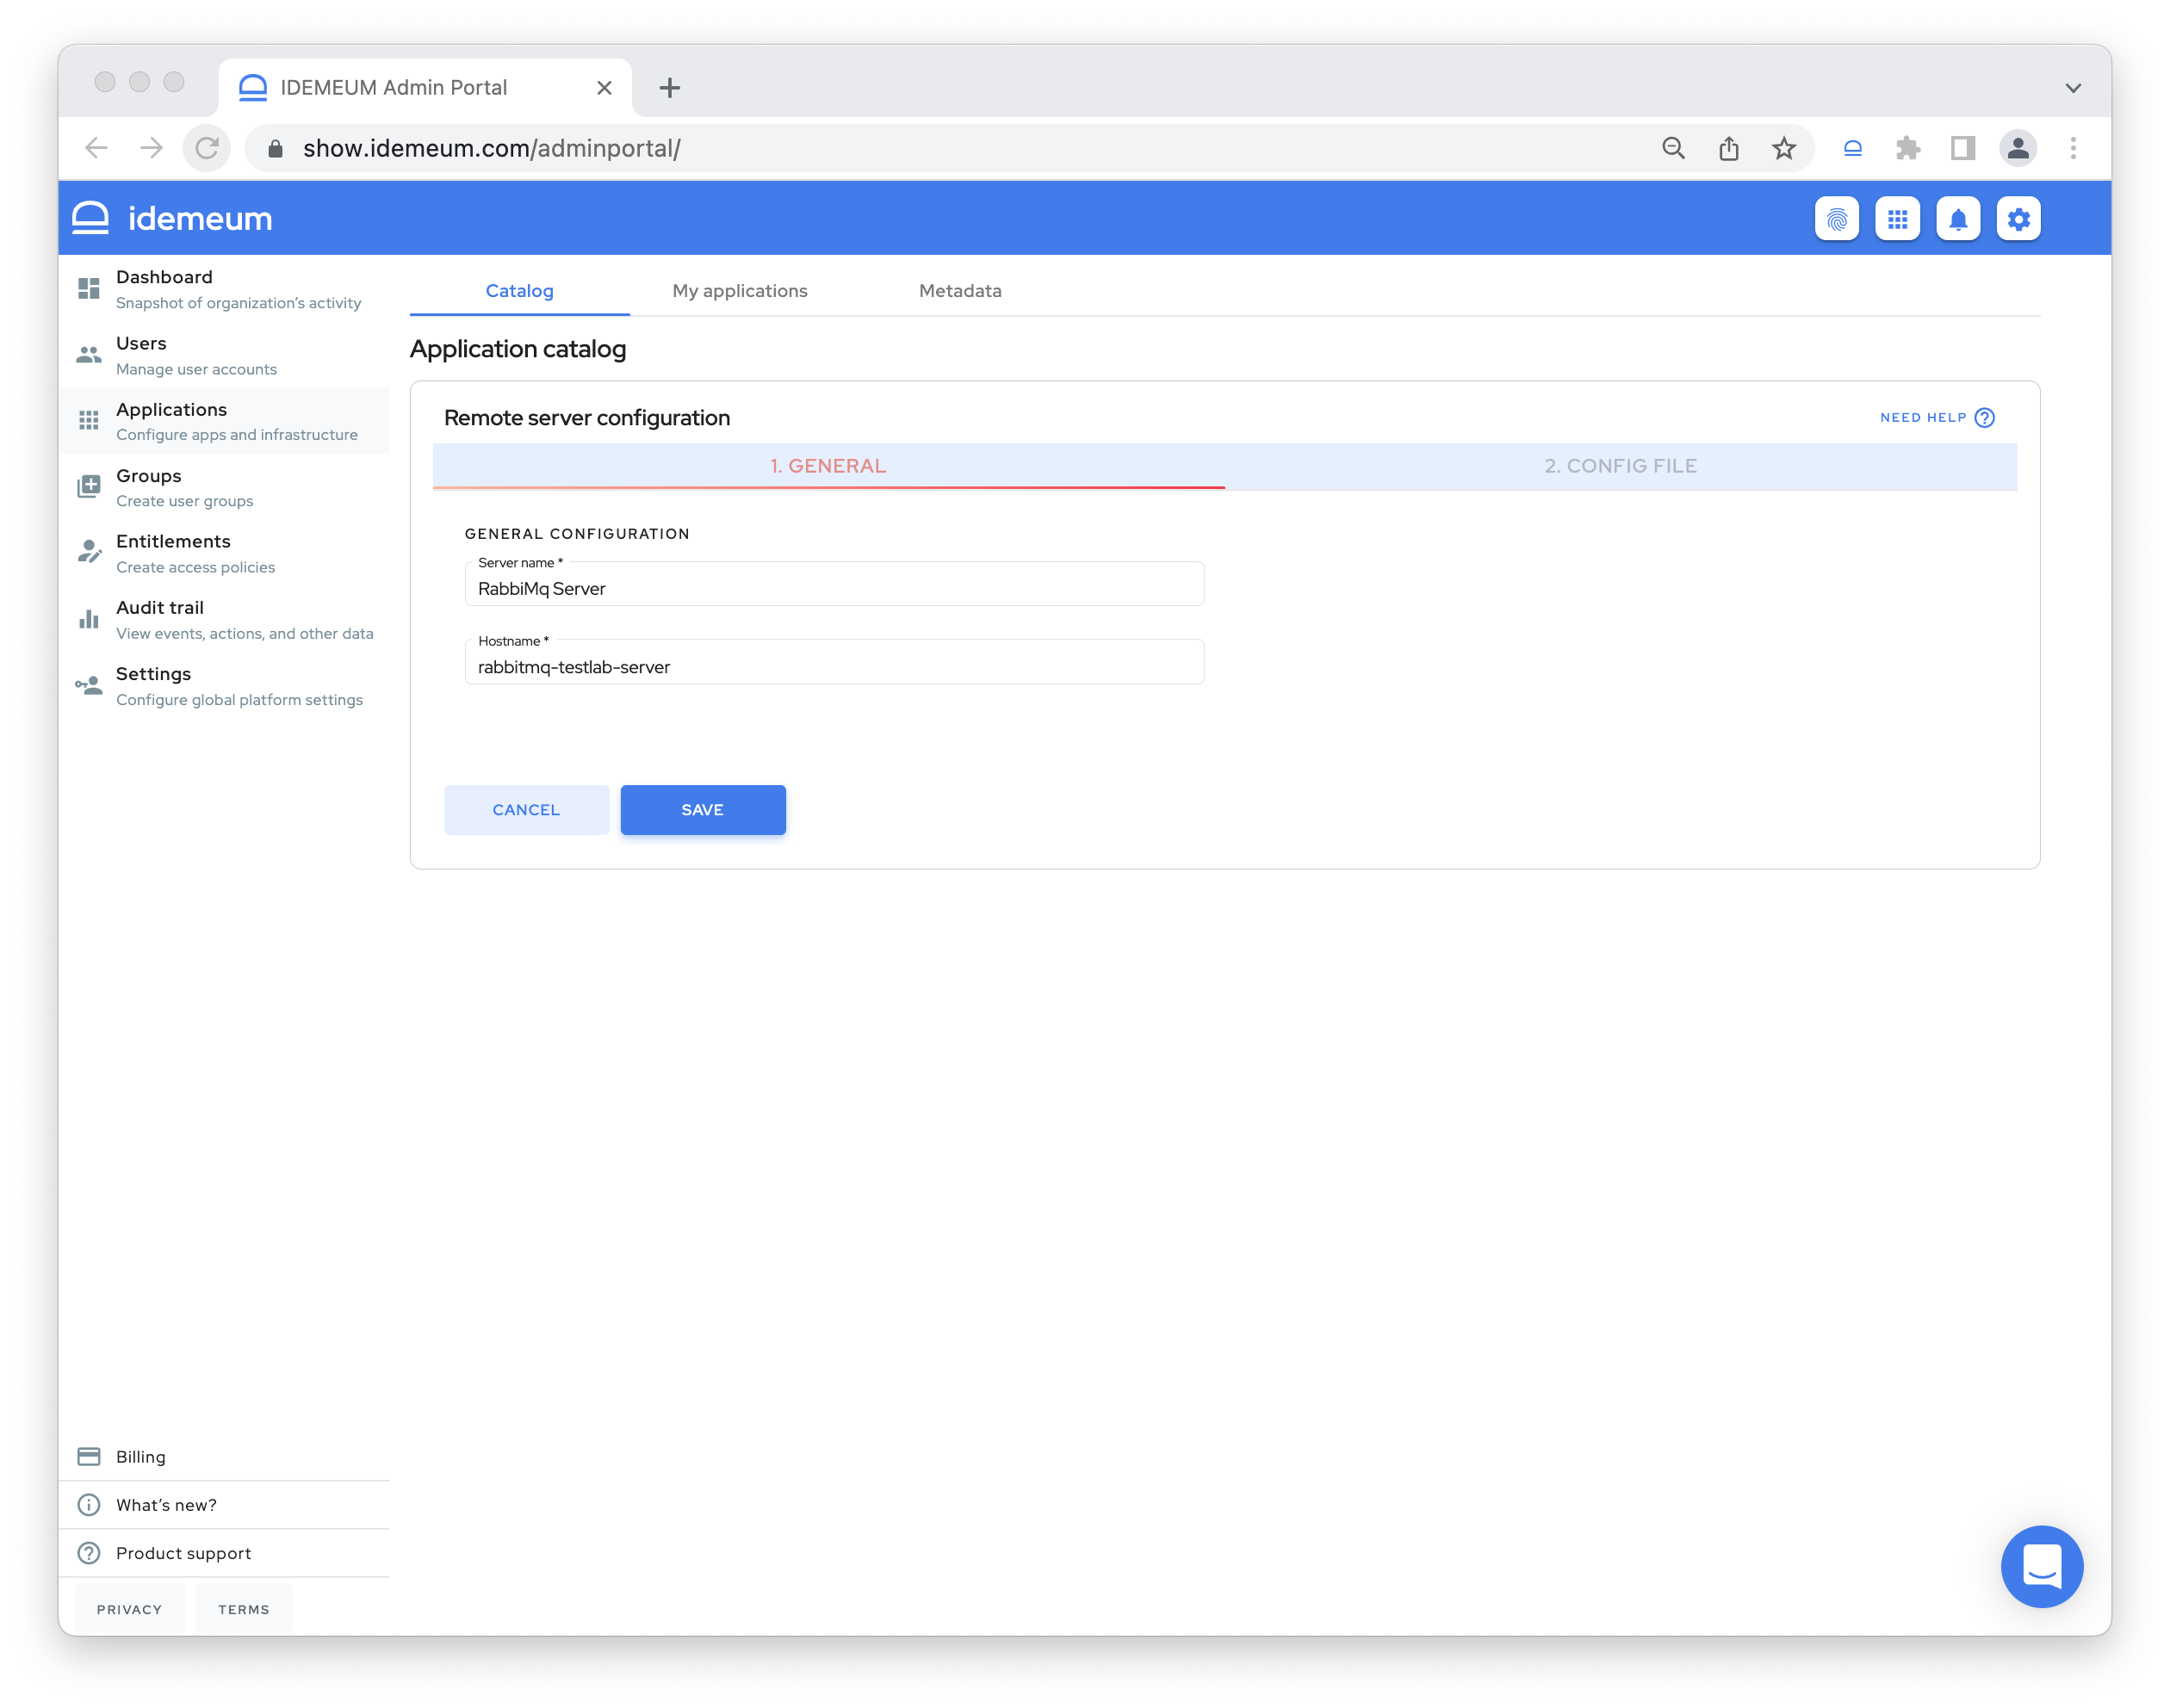 IDEMEUM Admin Portal
show.idemeum.com/adminportal/
idemeum
Dashboard
Snapshot of organization's activity
Users
Manage user accounts
Applications
Configure apps and infrastructure
Groups
Create user groups
Entitlements
Create access policies
Audit trail
View events, actions, and other data
Settings
Configure global platform settings
Catalog My applications Metadata
Application catalog
Remote server configuration NEED HELP ?
1. GENERAL 2. CONFIG FILE
GENERAL CONFIGURATION
Server name *
RabbiMq Server
Hostname *
rabbitmq-testlab-server
CANCEL SAVE
Billing
What's new?
Product support
PRIVACY TERMS